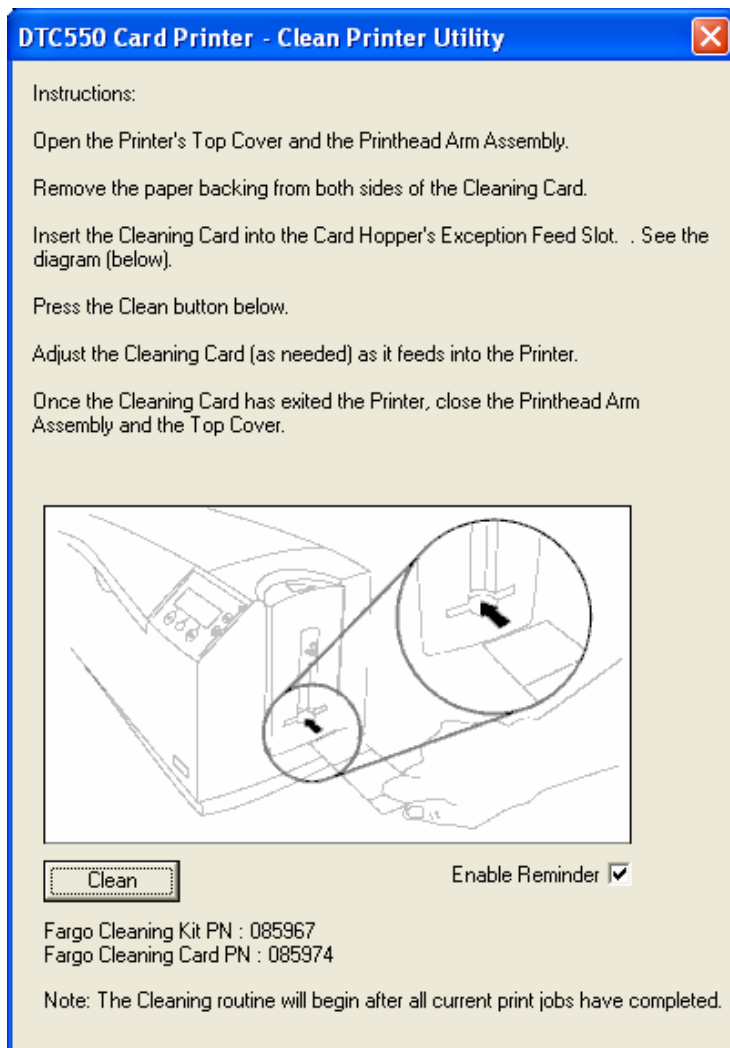 DTC550 Card Printer - Clean Printer Utility
Instructions:
Open the Printer's Top Cover and the Printhead Arm Assembly.
Remove the paper backing from both sides of the Cleaning Card.
Insert the Cleaning Card into the Card Hopper's Exception Feed Slot. . See the
diagram (below).
Press the Clean button below.
Adjust the Cleaning Card (as needed) as it feeds into the Printer.
Once the Cleaning Card has exited the Printer, close the Printhead Arm
Assembly and the Top Cover.
Clean
Enable Reminder
Fargo Cleaning Kit PN : 085967
Fargo Cleaning Card PN : 085974
Note: The Cleaning routine will begin after all current print jobs have completed.